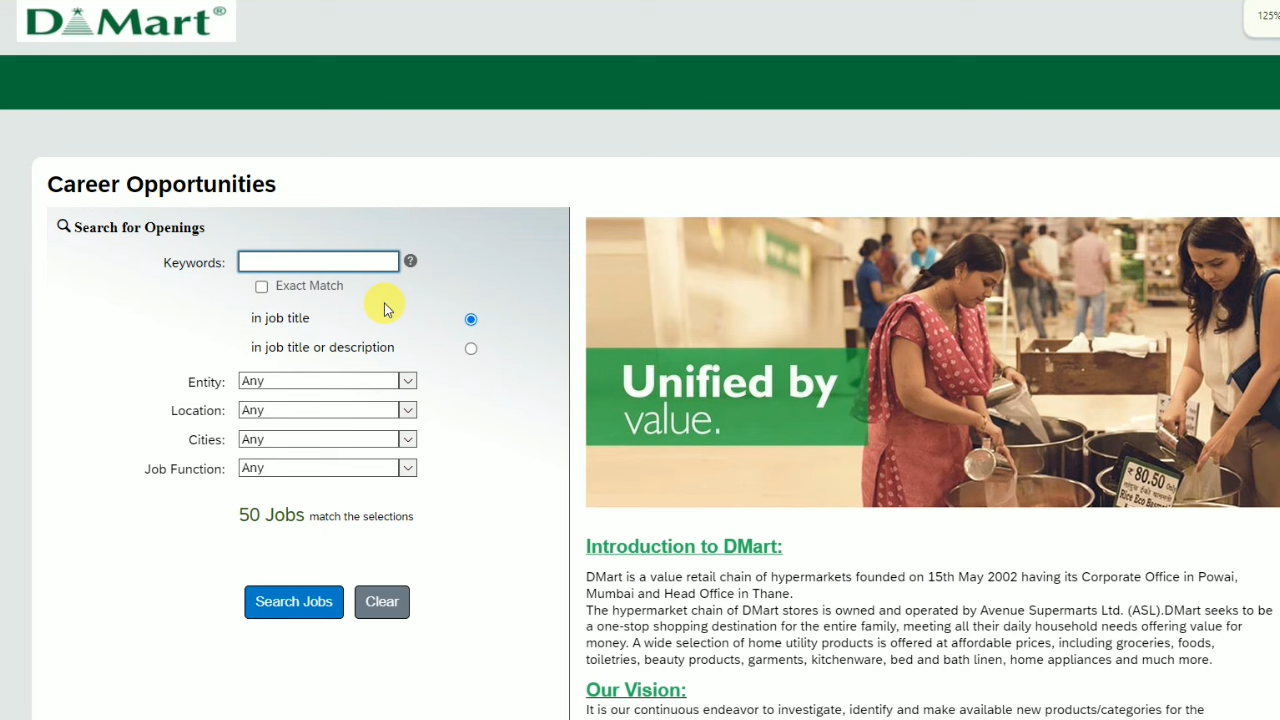 D Mart®
125%
Career Opportunities
Search for Openings
Keywords:
?
Exact Match
in job title
in job title or description
Entity: Any
Location: Any
Cities: Any
Job Function: Any
50 Jobs match the selections
Search Jobs Clear
Unified by
value.
₹ 80.50
Introduction to DMart:
DMart is a value retail chain of hypermarkets founded on 15th May 2002 having its Corporate Office in Powai,
Mumbai and Head Office in Thane.
The hypermarket chain of DMart stores is owned and operated by Avenue Supermarts Ltd. (ASL).DMart seeks to be
a one-stop shopping destination for the entire family, meeting all their daily household needs offering value for
money. A wide selection of home utility products is offered at affordable prices, including groceries, foods,
toiletries, beauty products, garments, kitchenware, bed and bath linen, home appliances and much more.
Our Vision:
It is our continuous endeavor to investigate, identify and make available new products/categories for the